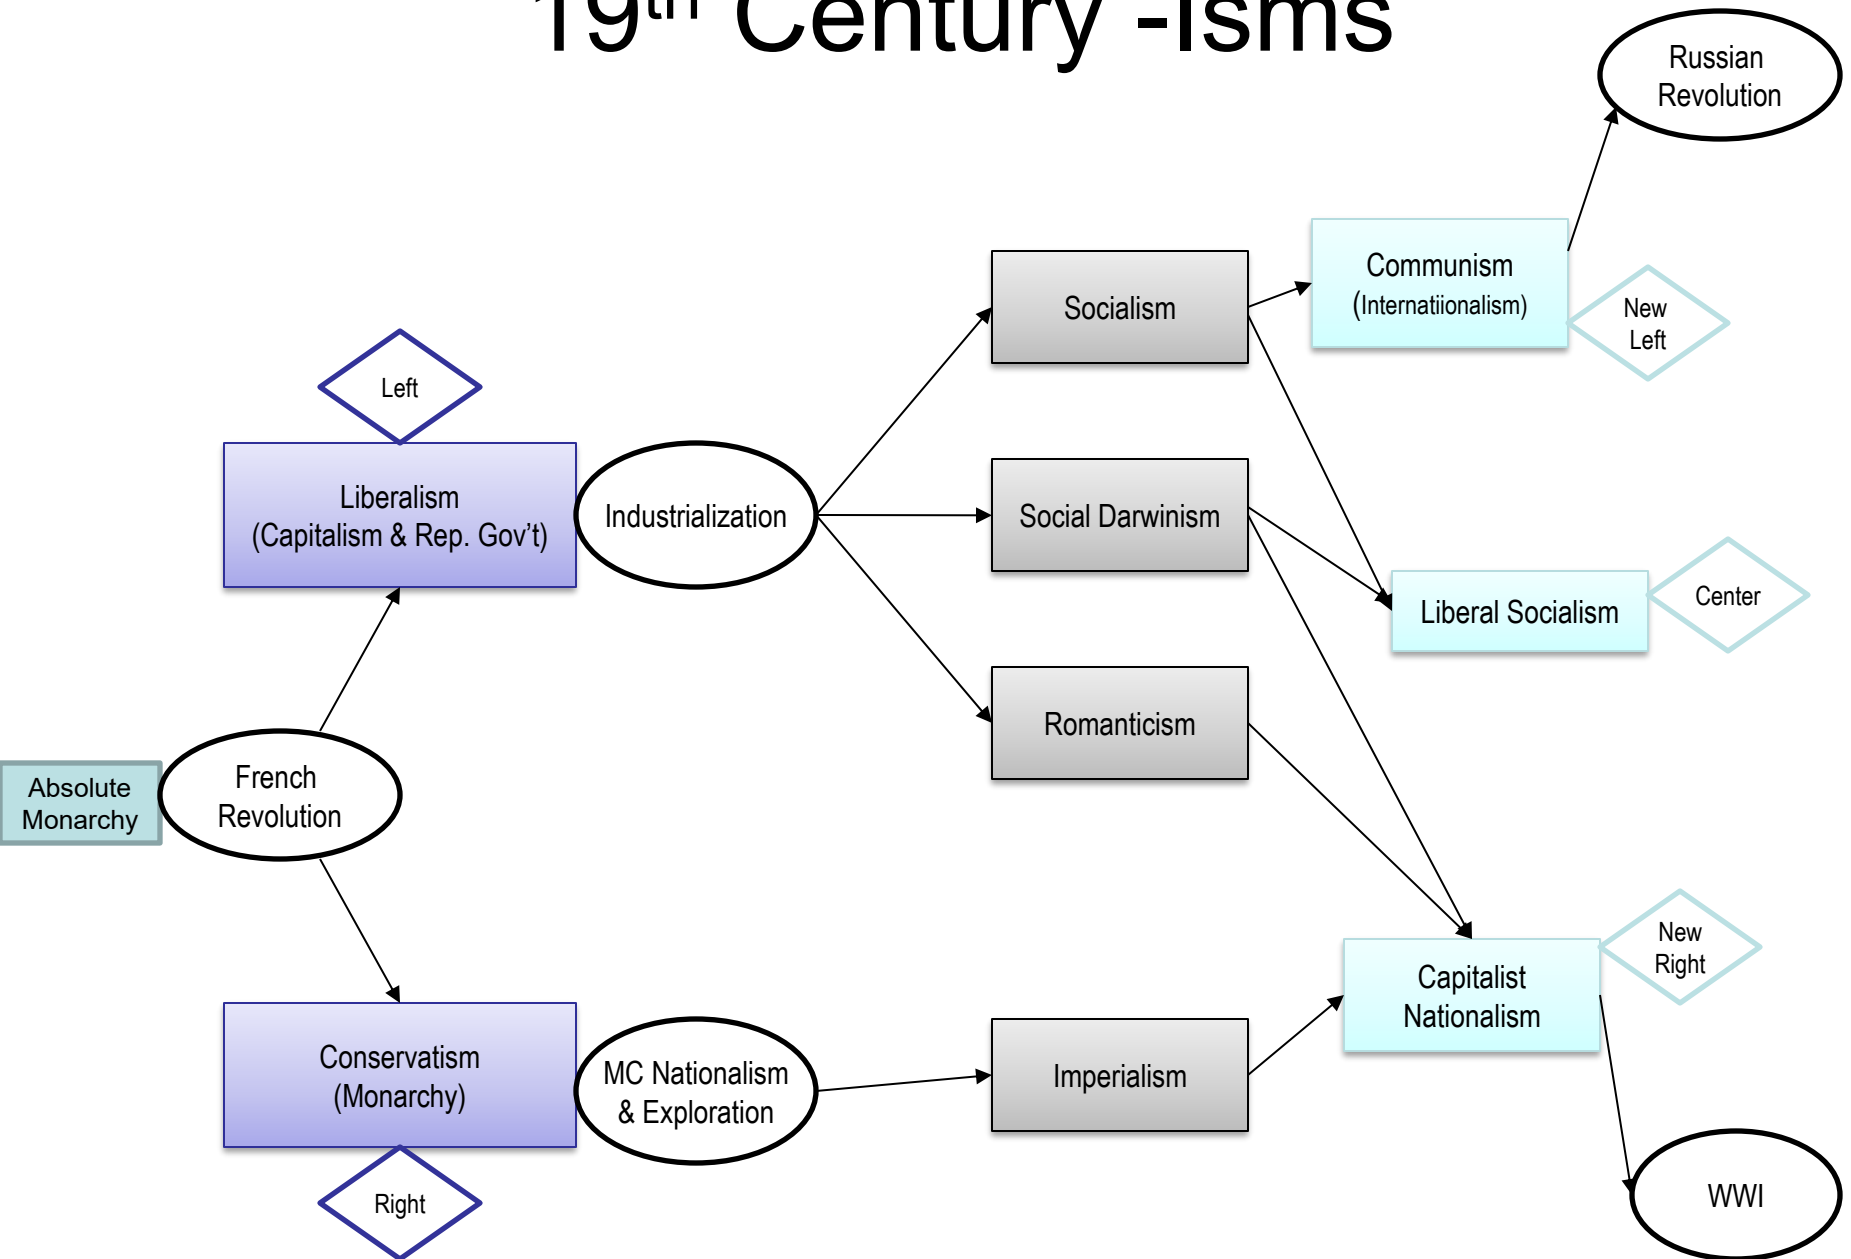 19th Century -Isms
Russian
Revolution
Communism
(Internatiionalism)
New
Left
Socialism
Left
Liberalism
(Capitalism & Rep. Gov’t)
Industrialization
Social Darwinism
Liberal Socialism
Center
Romanticism
Absolute
Monarchy
French
Revolution
New
Right
Capitalist
Nationalism
Conservatism
(Monarchy)
MC Nationalism
& Exploration
Imperialism
Right
WWI